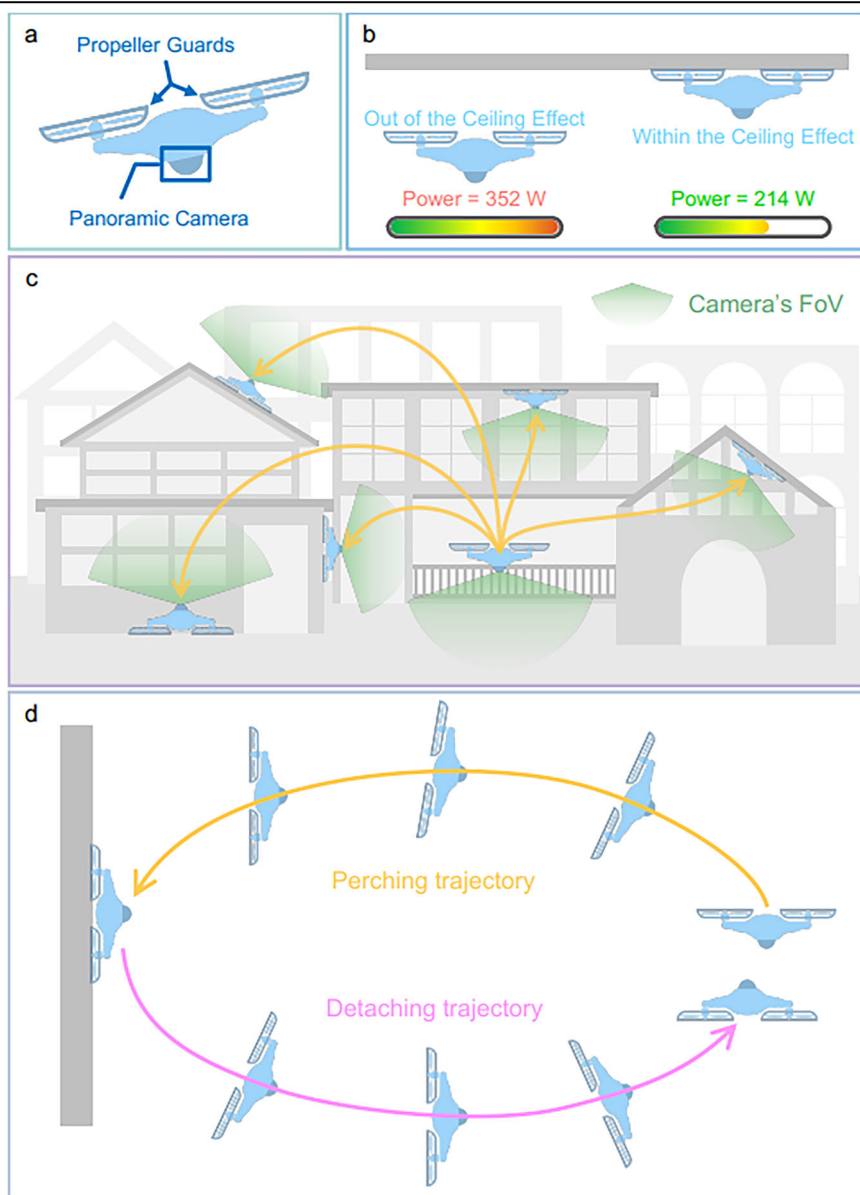 a
Propeller Guards
Panoramic Camera
b
Out of the Ceiling Effect
Within the Ceiling Effect
Power = 352 W
Power = 214 W
c
Camera's FoV
d
Perching trajectory
Detaching trajectory